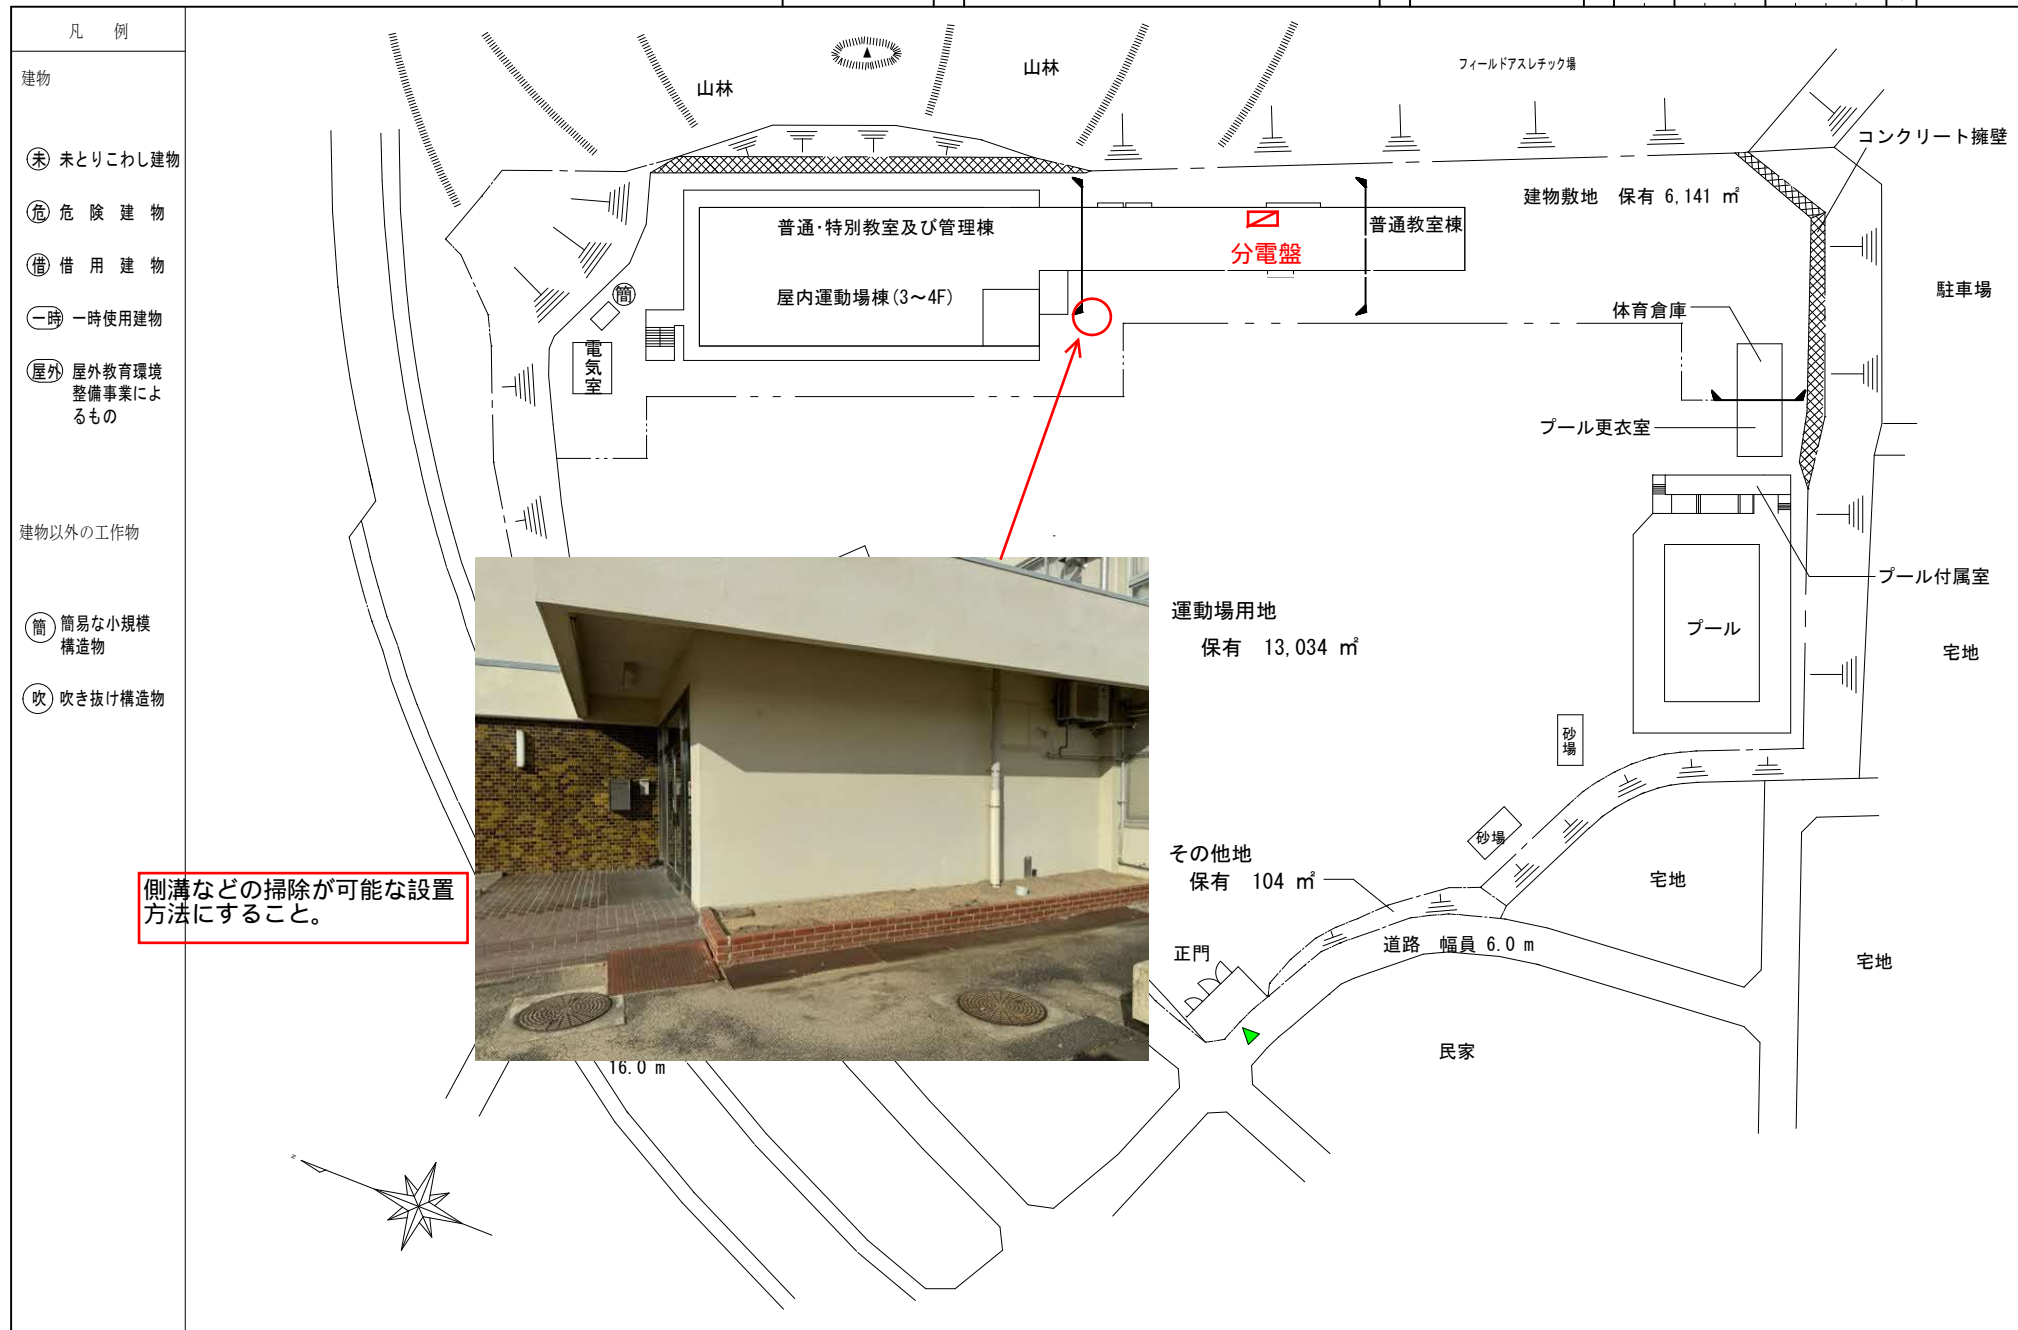 凡 例
建物
未 未とりこわし建物
危 危険建物
借 借用建物
一時 一時使用建物
屋外 屋外教育環境
整備事業によ
るもの
建物以外の工作物
簡 簡易な小規模
構造物
吹 吹き抜け構造物
山林
山林
フィールドアスレチック場
コンクリート擁壁
建物敷地 保有 6,141 ㎡
普通・特別教室及び管理棟
普通教室棟
分電盤
屋内運動場棟(3~4F)
簡
電気室
駐車場
体育倉庫
プール更衣室
プール付属室
プール
宅地
運動場用地
保有 13,034 ㎡
砂場
砂場
その他地
保有 104 ㎡
宅地
側溝などの掃除が可能な設置
方法にすること。
正門
道路 幅員 6.0 m
宅地
民家
16.0 m
N